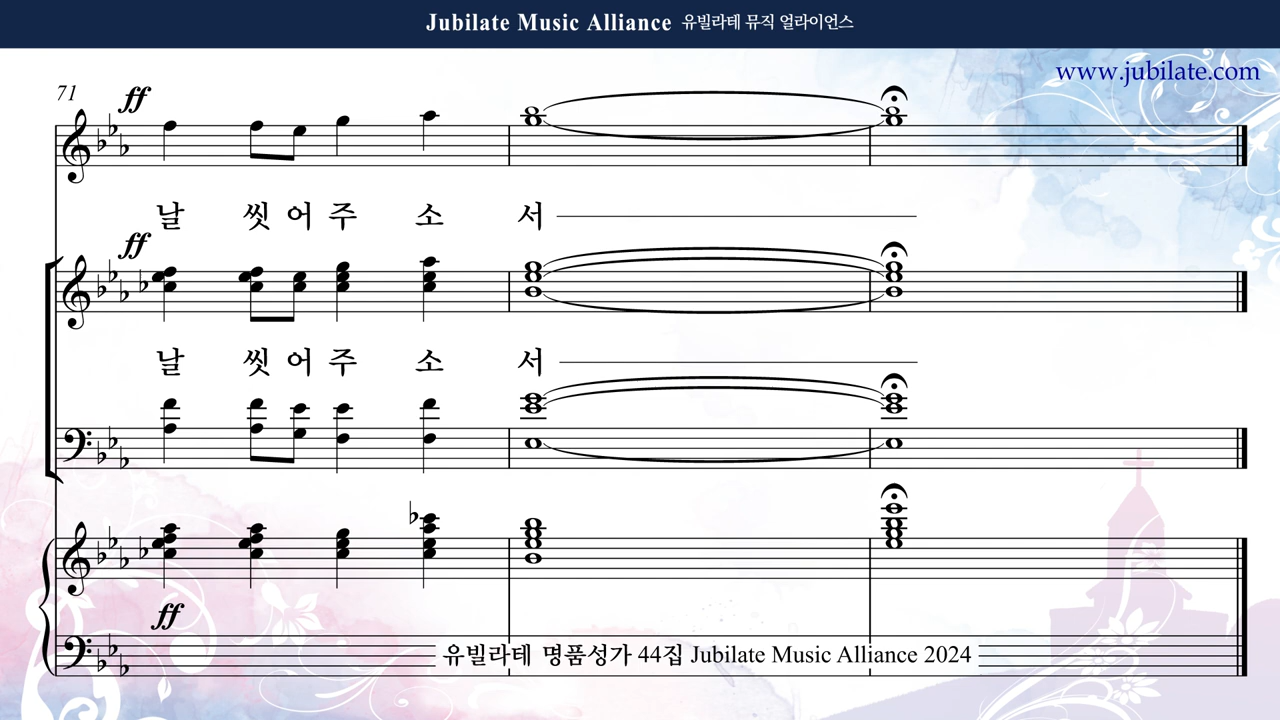 Jubilate Music Alliance 유빌라테 뮤직 얼라이언스
www.jubilate.com
71
ff
날 씻 어 주 소 서
ff
날 씻 어 주 소 서
ff
유빌라테 명품성가 44집 Jubilate Music Alliance 2024